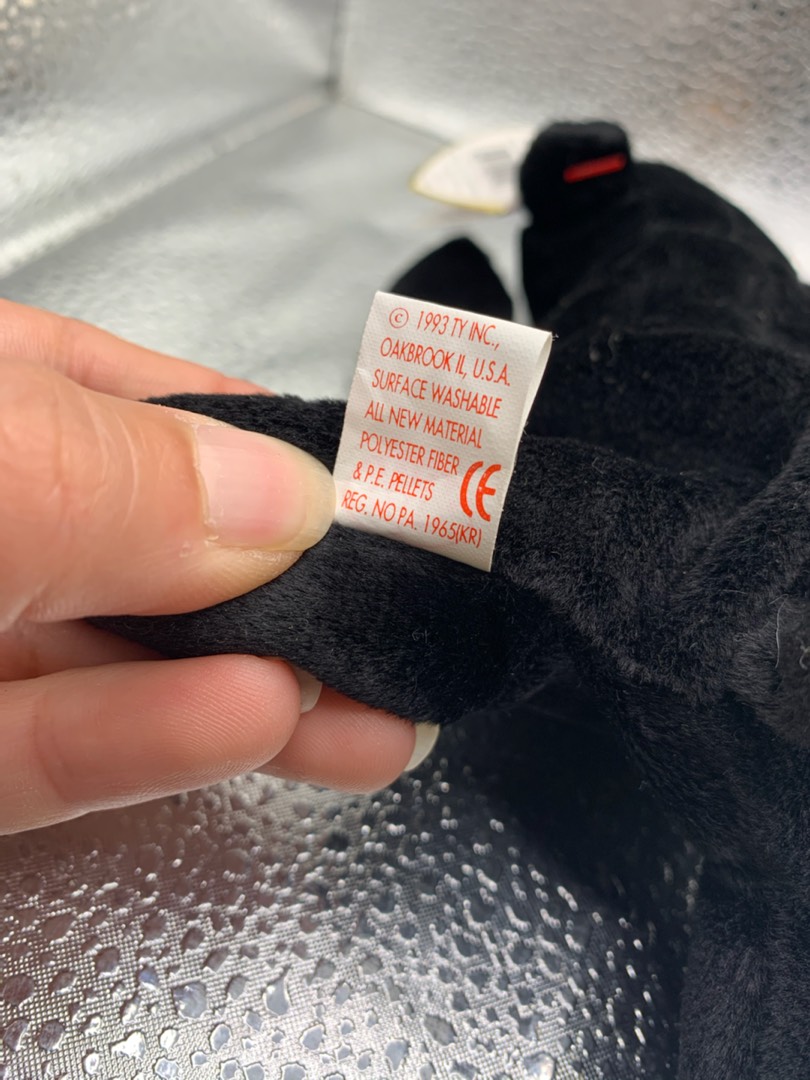 © 1993 TY INC.,
OAKBROOK IL, U.S.A.
SURFACE WASHABLE
ALL NEW MATERIAL
POLYESTER FIBER
& P.E. PELLETS CE
REG. NO PA. 1965(KR)